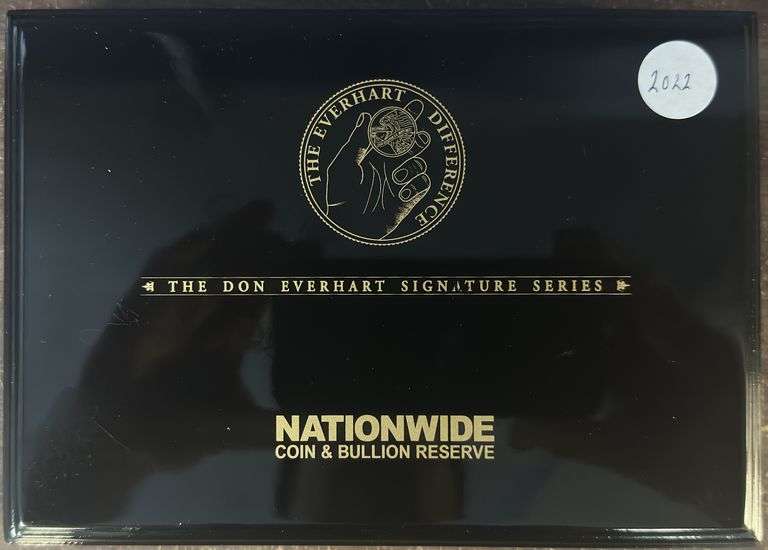 2022
THE EVERHART DIFFERENCE
THE DON EVERHART SIGNATURE SERIES
NATIONWIDE
COIN & BULLION RESERVE